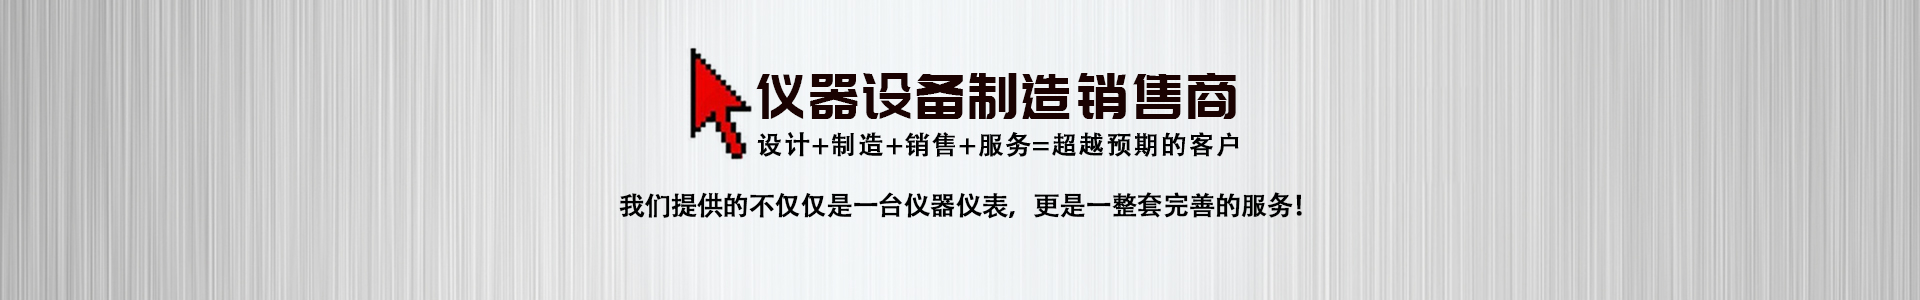 仪器设备制造销售商
设计+制造+销售+服务=超越预期的客户
我们提供的不仅仅是一台仪器仪表，更是一整套完善的服务！